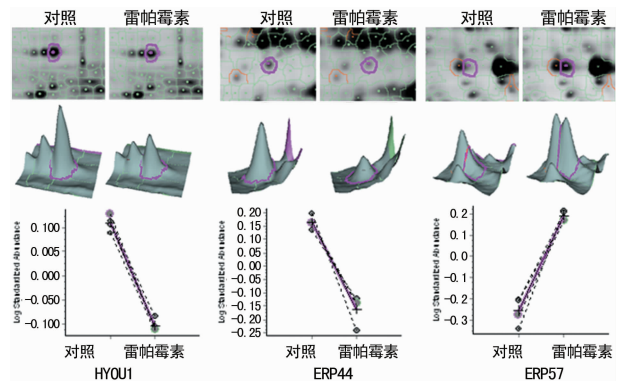 对照 雷帕霉素 对照 雷帕霉素 对照 雷帕霉素
Log Standardized Abundance
0.100
0.050
0.005
0.000
-0.050
-0.100
对照 雷帕霉素
HYOU1
Log Standardized Abundance
0.20
0.15
0.10
0.05
0.0
-0.05
-0.10
-0.15
-0.20
-0.25
对照 雷帕霉素
ERP44
Log Standardized Abundance
0.2
0.1
0.0
-0.1
-0.2
-0.3
对照 雷帕霉素
ERP57